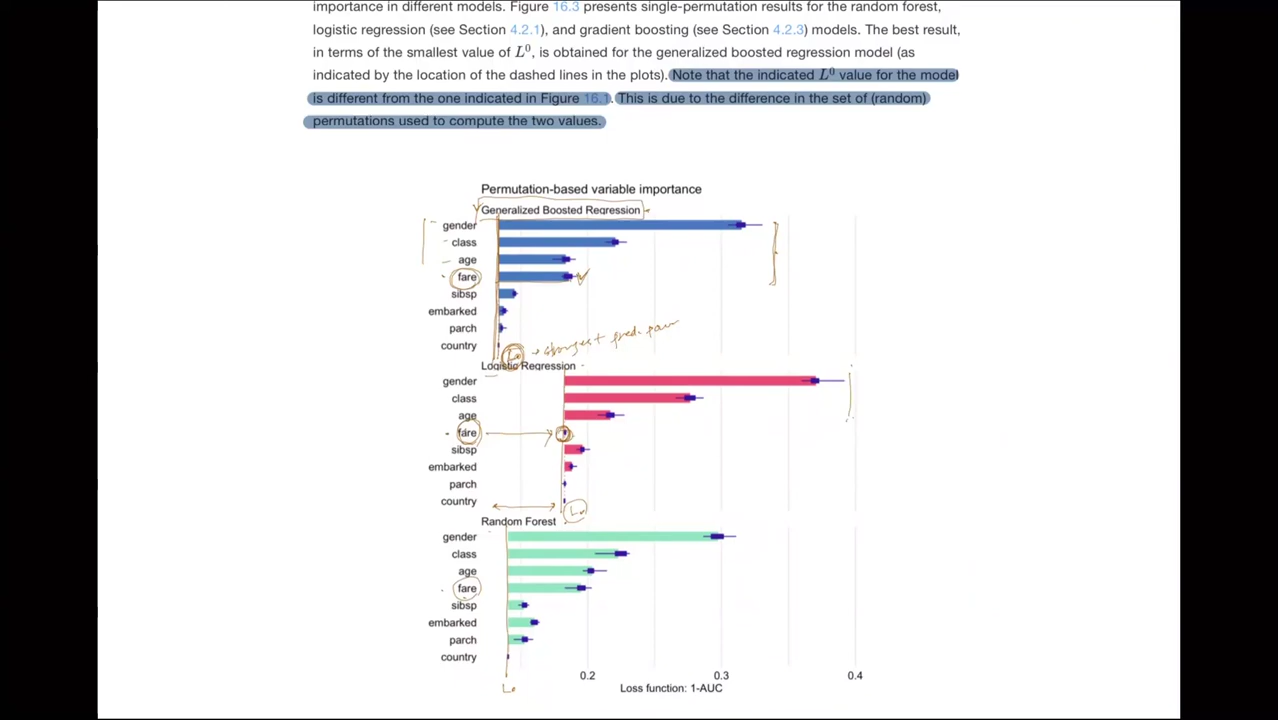 importance in different models. Figure 16.3 presents single-permutation results for the random forest,
logistic regression (see Section 4.2.1), and gradient boosting (see Section 4.2.3) models. The best result,
in terms of the smallest value of L⁰, is obtained for the generalized boosted regression model (as
indicated by the location of the dashed lines in the plots). Note that the indicated L⁰ value for the model
is different from the one indicated in Figure 16.1. This is due to the difference in the set of (random)
permutations used to compute the two values.
Permutation-based variable importance
Generalized Boosted Regression
gender
class
age
fare
sibsp
embarked
parch
country
L₀ → strongest pred. pow
Logistic Regression
gender
class
age
fare
sibsp
embarked
parch
country
L₀
Random Forest
gender
class
age
fare
sibsp
embarked
parch
country
0.2 0.3 0.4
L₀
Loss function: 1-AUC